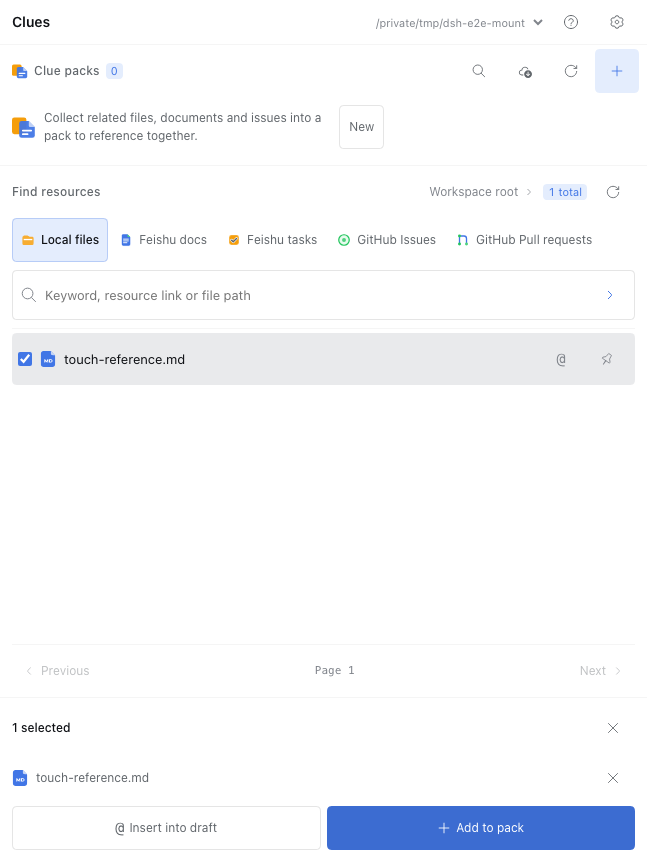 Clues
/private/tmp/dsh-e2e-mount
Clue packs 0
Collect related files, documents and issues into a
pack to reference together.
New
Find resources
Workspace root
1 total
Local files
Feishu docs
Feishu tasks
GitHub Issues
GitHub Pull requests
Keyword, resource link or file path
MD touch-reference.md @
Previous
Page 1
Next
1 selected
MD touch-reference.md
@ Insert into draft
Add to pack